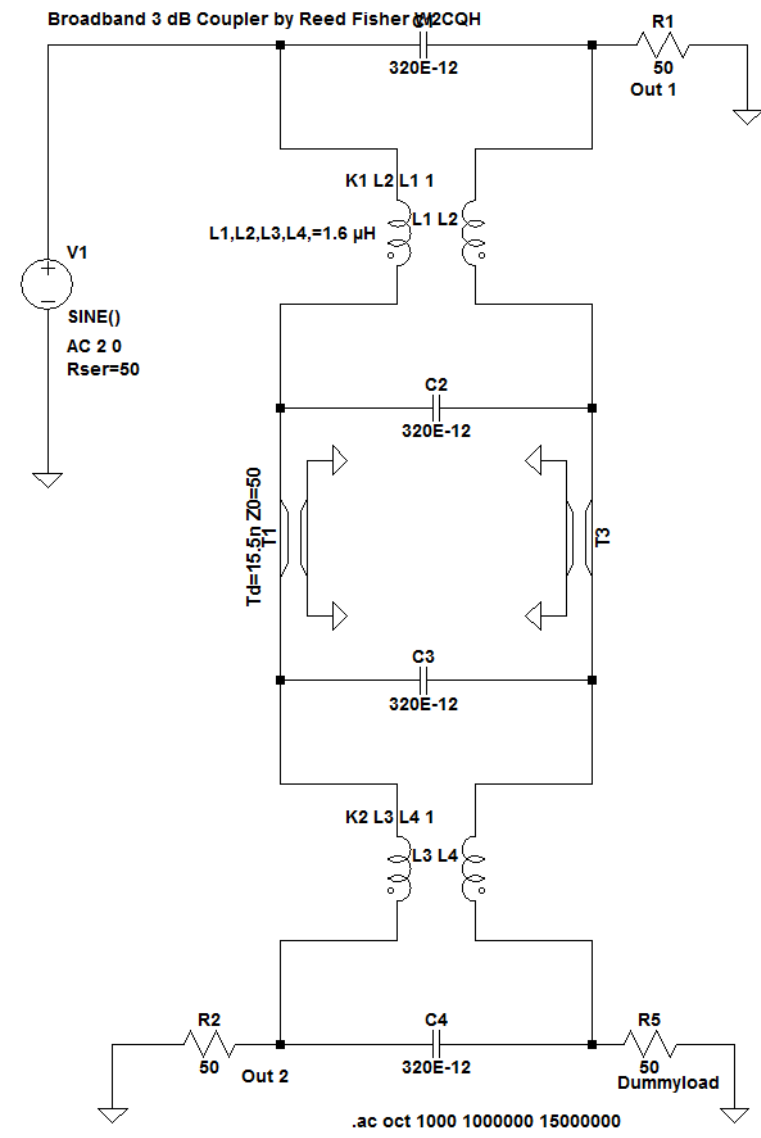 Broadband 3 dB Coupler by Reed Fisher W2CQH
C1
320E-12
R1
50
Out 1
K1 L2 L1 1
L1 L2
L1,L2,L3,L4,=1.6 µH
V1
SINE()
AC 2 0
Rser=50
C2
320E-12
Td=15.5n Z0=50
T1
T3
C3
320E-12
K2 L3 L4 1
L3 L4
R2
50
Out 2
C4
320E-12
R5
50
Dummyload
.ac oct 1000 1000000 15000000